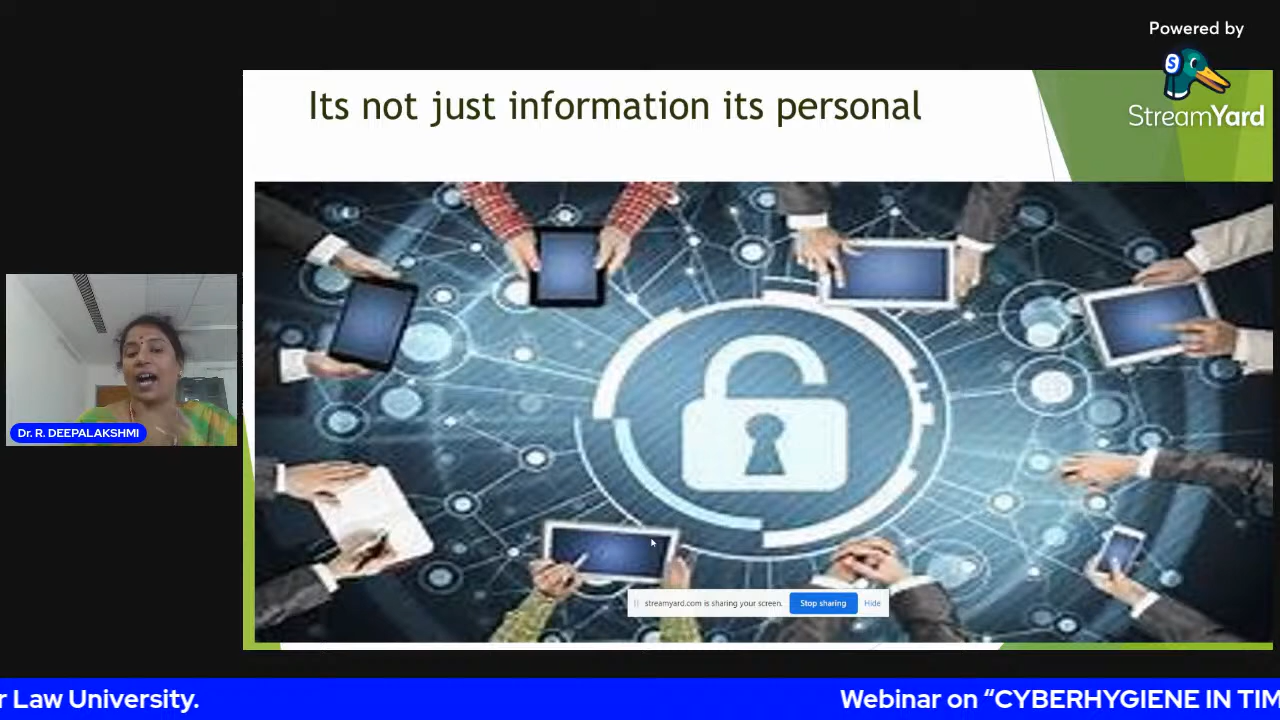 Powered by
StreamYard
Its not just information its personal
Dr. R. DEEPALAKSHMI
streamyard.com is sharing your screen.
Stop sharing
Hide
r Law University.
Webinar on “CYBERHYGIENE IN TIM